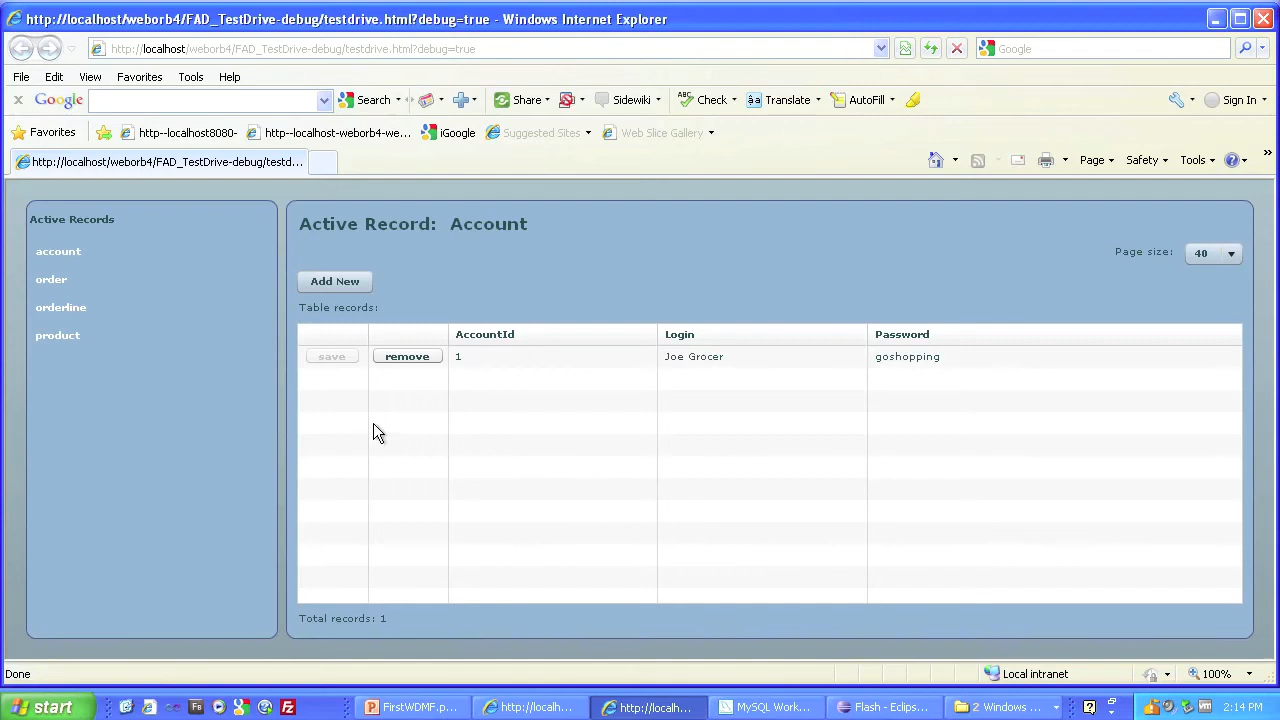 http://localhost/weborb4/FAD_TestDrive-debug/testdrive.html?debug=true - Windows Internet Explorer
http://localhost/weborb4/FAD_TestDrive-debug/testdrive.html?debug=true
Google
File Edit View Favorites Tools Help
x Google Search Share Sidewiki ABC Check Translate AutoFill Sign In
Favorites http--localhost8080- http--localhost-weborb4-we... iGoogle Suggested Sites Web Slice Gallery
http://localhost/weborb4/FAD_TestDrive-debug/testd... Page Safety Tools
Active Records
account
order
orderline
product
Active Record: Account
Page size: 40
Add New
Table records:
AccountId Login Password
save remove 1 Joe Grocer goshopping
Total records: 1
Done Local intranet 100%
start FirstWDMF.p... http://localh... http://localh... MySQL Work... Flash - Eclips... 2 Windows ... 2:14 PM